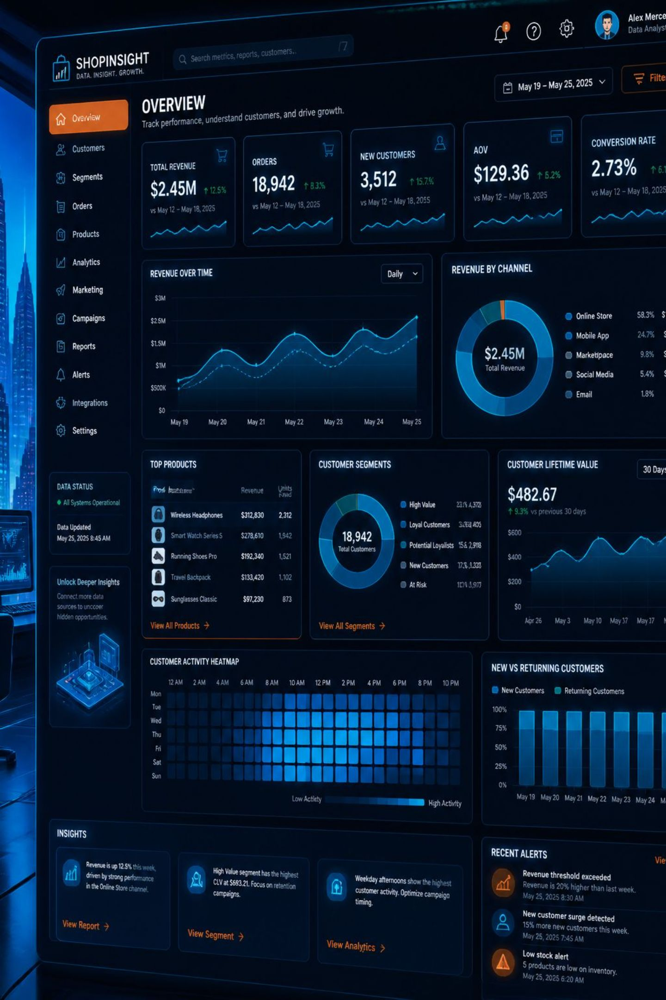 Alex Merce
Data Analyst
SHOPINSIGHT
DATA. INSIGHT. GROWTH.
Search metrics, reports, customers..
/
May 19 – May 25, 2025
Filte
Overview
Customers
Segments
Orders
Products
Analytics
Marketing
Campaigns
Reports
Alerts
Integrations
Settings
DATA STATUS
All Systems Operational
Data Updated
May 25, 2025 8:45 AM
Unlock Deeper Insights
Connect more data
sources to unccoer
hidden opportunities.
OVERVIEW
Track performance, understand customers, and drive growth.
TOTAL REVENUE
$2.45M ↑ 12.5%
vs May 12 – May 18, 2025
ORDERS
18,942 ↑ 8.3%
vs May 12 – May 18, 2025
NEW CUSTOMERS
3,512 ↑ 15.7%
vs May 12 – May 18, 2035
AOV
$129.36 ↑ 5.2%
vs May 12 – May 18, 2025
CONVERSION RATE
2.73% ↑ 6.1
vs May 12 – May 18, 2025
REVENUE OVER TIME
Daily
$3M
$2.5M
$1.5M
$1M
$500K
$0
May 19 May 20 May 21 May 22 May 23 May 24 May 25
REVENUE BY CHANNEL
$2.45M
Total Revenue
Online Store 58.3% $
Mobile App 24.7% $
Marketpace 9.8% $
Social Media 5.4% $
Email 1.8%
TOP PRODUCTS
Revenue Units
Wireless Headphones $312,830 2,312
Smart Watch Series 5 $278,610 1,942
Running Shoes Pro $192,340 1,521
Travel Backpack $133,420 1,102
Sunglasses Classic $97,230 873
View All Products →
CUSTOMER SEGMENTS
18,942
Total Customers
High Value
Loyal Customers
Potential Loyalists
New Customers
At Risk
View All Segments →
CUSTOMER LIFETIME VALUE
30 Days
$482.67
↑ 9.3% vs previous 30 days
$600
$400
$200
$0
Apr 26 May 3 May 10 May 17 May 17
CUSTOMER ACTIVITY HEATMAP
12 AM 2 AM 4 AM 6 AM 8 AM 10 AM 12 PM 2 PM 4 PM 6 PM 8 PM 10 PM
Mon
Tue
Wed
Thu
Fri
Sat
Sun
Low Activity
High Activity
NEW VS RETURNING CUSTOMERS
New Customers Returning Customens
100%
75%
50%
25%
0%
May 19 May 20 May 21 May 22 May 23 May 24 M
INSIGHTS
Revenue is up 12.5% this week,
driven by strong performance
in the Online Store channel.
View Report →
High Value segment has the highest
CLV at $693.21. Focus on retention
campaigns.
View Segment →
Weekday afternoons show the highest
customer activity. Optimize campaign
timing.
View Analytics →
RECENT ALERTS
Vie
Revenue threshold exceeded
Revenue is 20% higher than last week.
May 25, 2025 8:30 AM
New customer surge detected
15% more new customers this week.
May 25, 2025 7:45 AM
Low stock alert
5 products are low on inventory.
May 25, 2025 6:20 AM